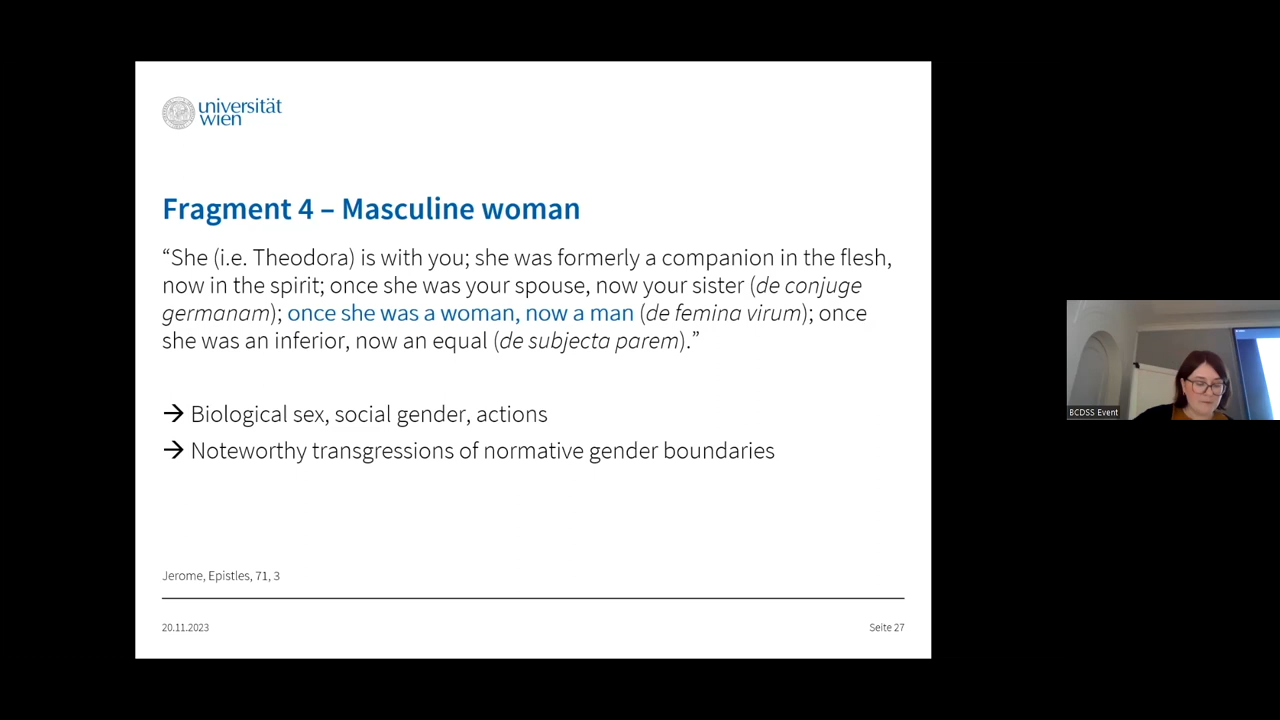 universität
wien
Fragment 4 – Masculine woman
“She (i.e. Theodora) is with you; she was formerly a companion in the flesh,
now in the spirit; once she was your spouse, now your sister (de conjuge
germanam); once she was a woman, now a man (de femina virum); once
she was an inferior, now an equal (de subjecta parem).”
→ Biological sex, social gender, actions
→ Noteworthy transgressions of normative gender boundaries
BCDSS Event
Jerome, Epistles, 71, 3
20.11.2023
Seite 27